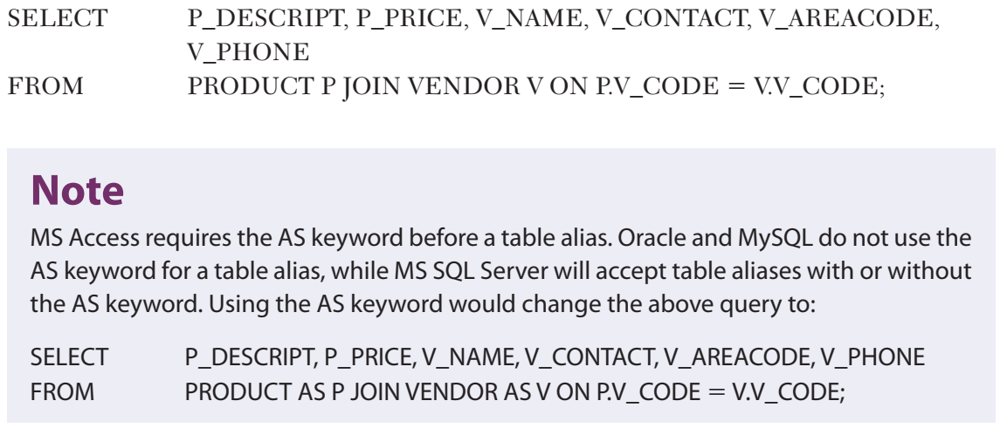 SELECT P_DESCRIPT, P_PRICE, V_NAME, V_CONTACT, V_AREACODE,
V_PHONE
FROM PRODUCT P JOIN VENDOR V ON P.V_CODE = V.V_CODE;
Note
MS Access requires the AS keyword before a table alias. Oracle and MySQL do not use the
AS keyword for a table alias, while MS SQL Server will accept table aliases with or without
the AS keyword. Using the AS keyword would change the above query to:
SELECT P_DESCRIPT, P_PRICE, V_NAME, V_CONTACT, V_AREACODE, V_PHONE
FROM PRODUCT AS P JOIN VENDOR AS V ON P.V_CODE = V.V_CODE;